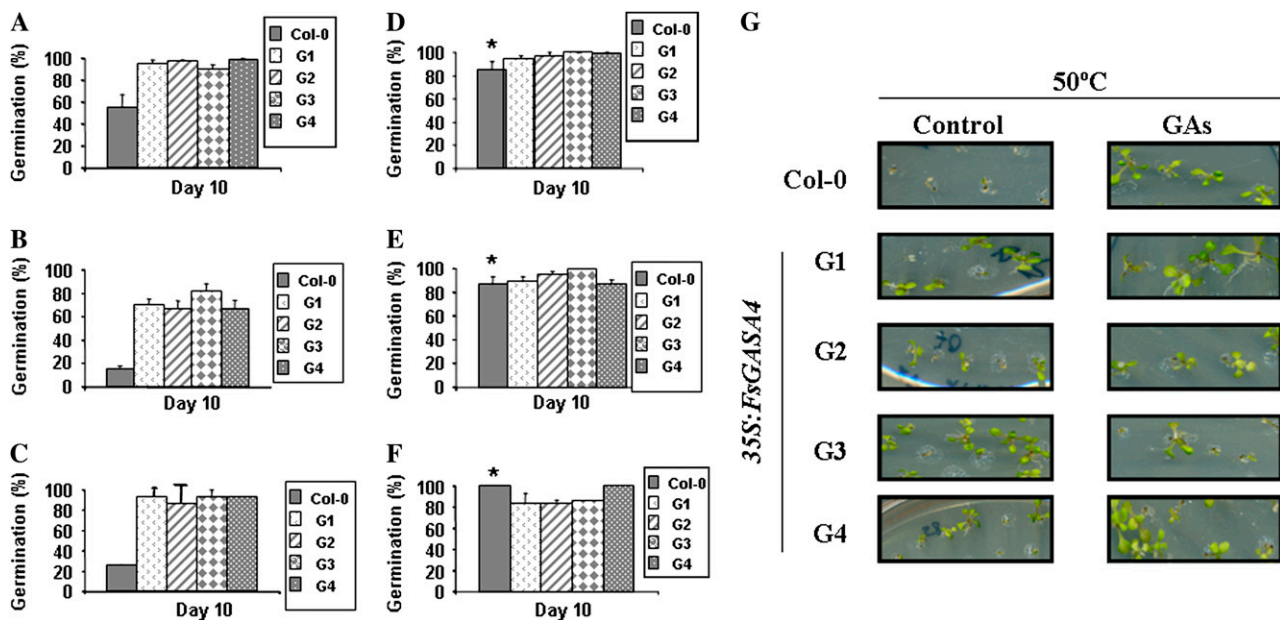 A
Germination (%)
100
80
60
40
20
0
Day 10
Col-0
G1
G2
G3
G4
B
Germination (%)
100
80
60
40
20
0
Day 10
Col-0
G1
G2
G3
G4
C
Germination (%)
100
80
60
40
20
0
Day 10
Col-0
G1
G2
G3
G4
D
Germination (%)
100
80
60
40
20
0
*
Day 10
Col-0
G1
G2
G3
G4
E
Germination (%)
100
80
60
40
20
0
*
Day 10
Col-0
G1
G2
G3
G4
F
Germination (%)
100
80
60
40
20
0
*
Day 10
Col-0
G1
G2
G3
G4
G
50ºC
Control GAs
Col-0
35S:FsGASA4
G1
G2
G3
G4